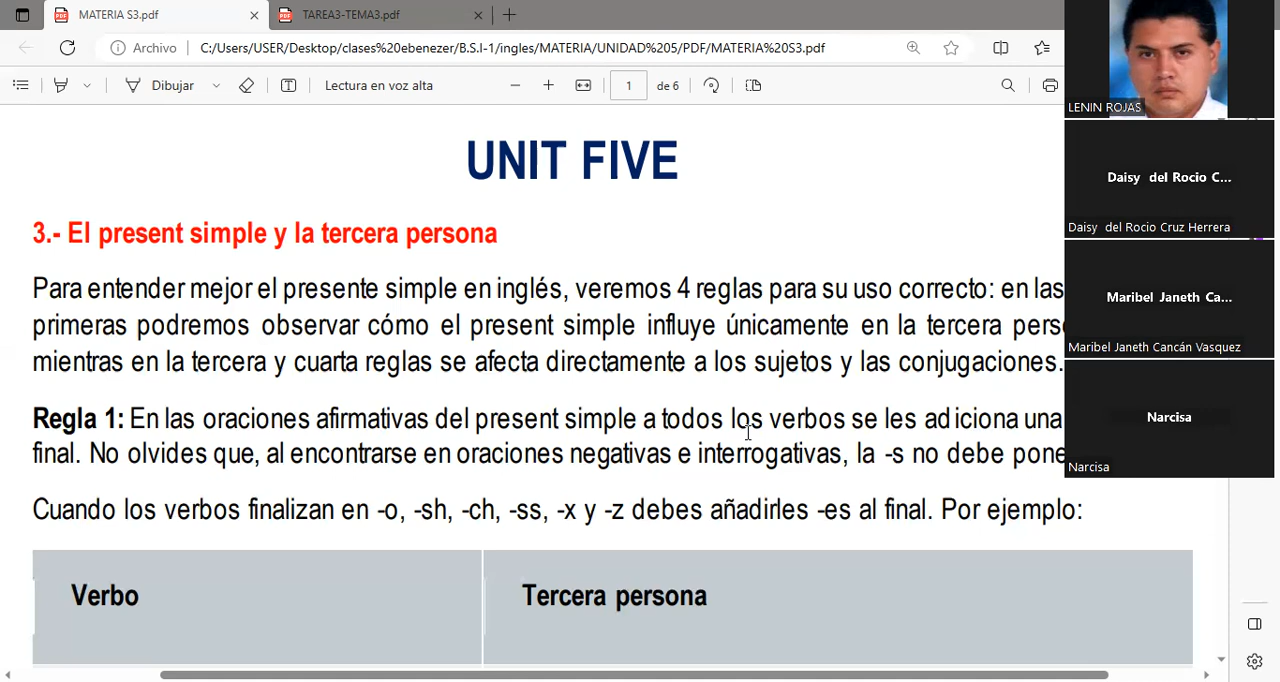 MATERIA S3.pdf
TAREA3-TEMA3.pdf
Archivo
C:/Users/USER/Desktop/clases%20ebenezer/B.S.I-1/ingles/MATERIA/UNIDAD%205/PDF/MATERIA%20S3.pdf
Dibujar
Lectura en voz alta
1
de 6
UNIT FIVE
3.- El present simple y la tercera persona
Para entender mejor el presente simple en inglés, veremos 4 reglas para su uso correcto: en las
primeras podremos observar cómo el present simple influye únicamente en la tercera
mientras en la tercera y cuarta reglas se afecta directamente a los sujetos y las conjugaciones.
Regla 1: En las oraciones afirmativas del present simple a todos los verbos se les adiciona una
final. No olvides que, al encontrarse en oraciones negativas e interrogativas, la -s no debe
Cuando los verbos finalizan en -o, -sh, -ch, -ss, -x y -z debes añadirles -es al final. Por ejemplo:
Verbo
Tercera persona
LENIN ROJAS
Daisy del Rocio C...
Daisy del Rocio Cruz Herrera
Maribel Janeth Ca...
Maribel Janeth Cancán Vasquez
Narcisa
Narcisa